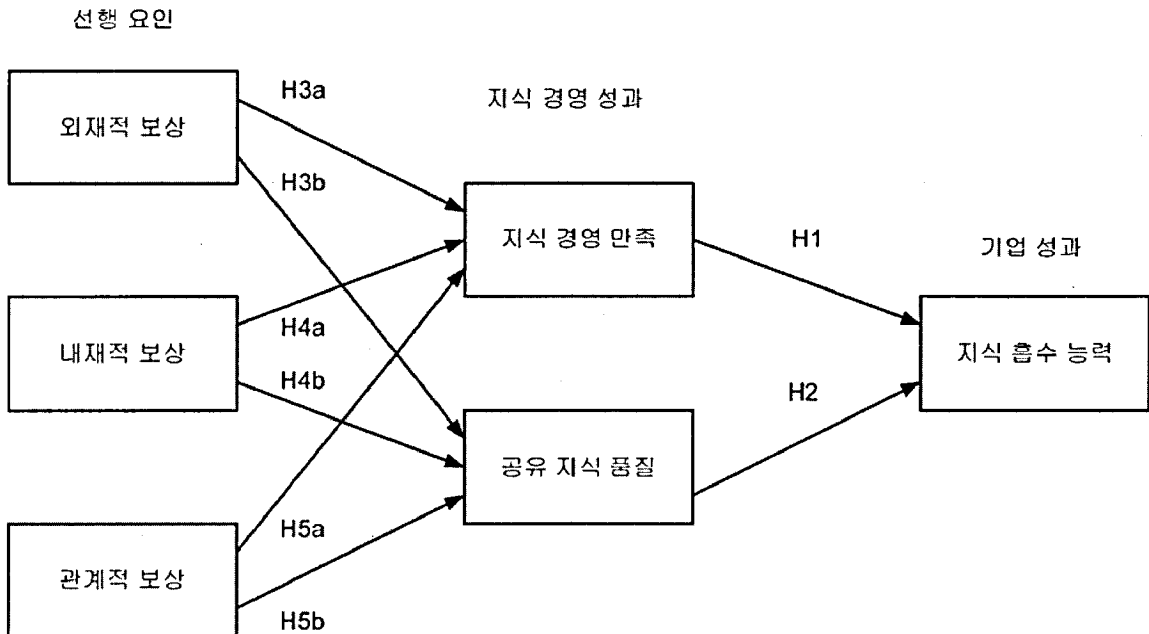 선행 요인
외재적 보상
내재적 보상
관계적 보상
H3a
H3b
H4a
H4b
H5a
H5b
지식 경영 성과
지식 경영 만족
공유 지식 품질
H1
H2
기업 성과
지식 흡수 능력